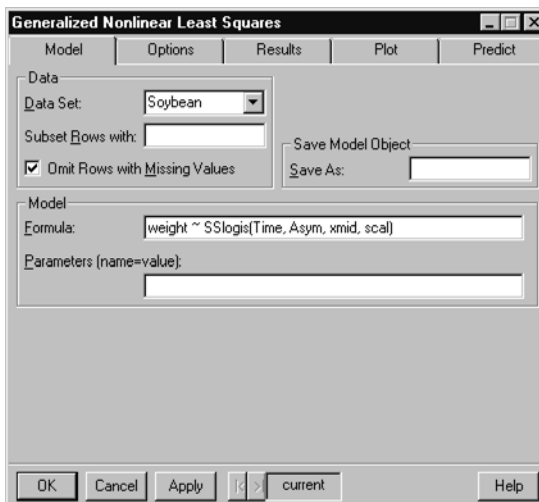 Generalized Nonlinear Least Squares
Model Options Results Plot Predict
Data
Data Set: Soybean
Subset Rows with:
Omit Rows with Missing Values
Save Model Object
Save As:
Model
Formula: weight ~ SSlogis(Time, Asym, xmid, scal)
Parameters (name=value):
OK Cancel Apply current Help